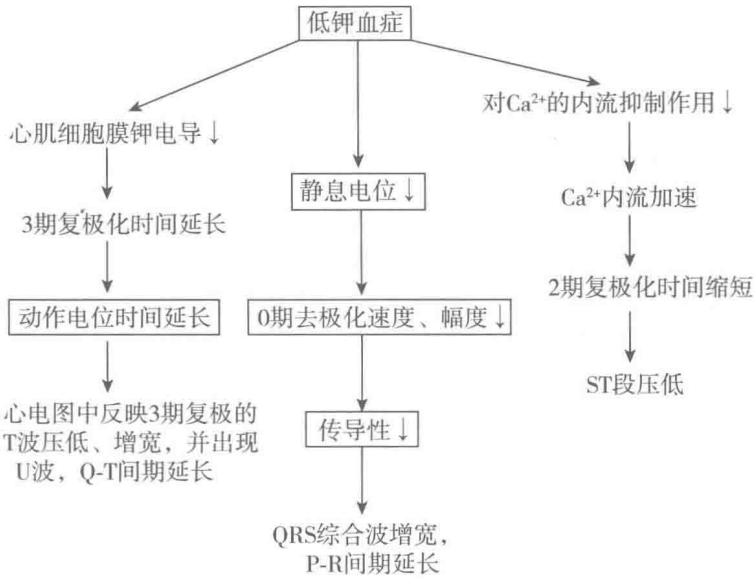 低钾血症
心肌细胞膜钾电导↓
3期复极化时间延长
动作电位时间延长
心电图中反映3期复极的
T波压低、增宽，并出现
U波，Q-T间期延长
静息电位↓
0期去极化速度、幅度↓
传导性↓
QRS综合波增宽，
P-R间期延长
对Ca²⁺的内流抑制作用↓
Ca²⁺内流加速
2期复极化时间缩短
ST段压低